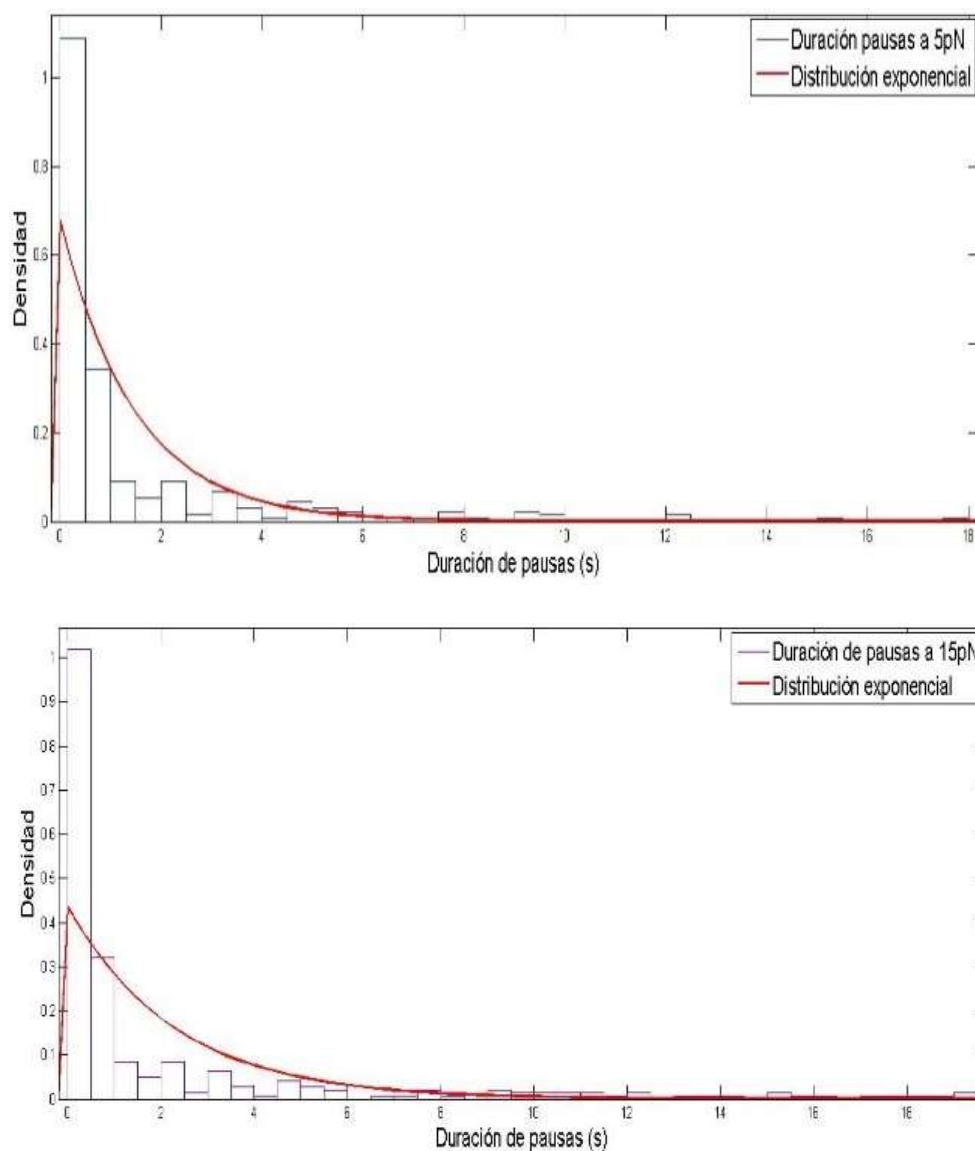 Duración pausas a 5pN
Distribución exponencial
Densidad
1
0.8
0.6
0.4
0.2
0
0 2 4 6 8 10 12 14 16 18
Duración de pausas (s)
Duración de pausas a 15pN
Distribución exponencial
Densidad
1
0.9
0.8
0.7
0.6
0.5
0.4
0.3
0.2
0.1
0
0 2 4 6 8 10 12 14 16 16
Duración de pausas (s)